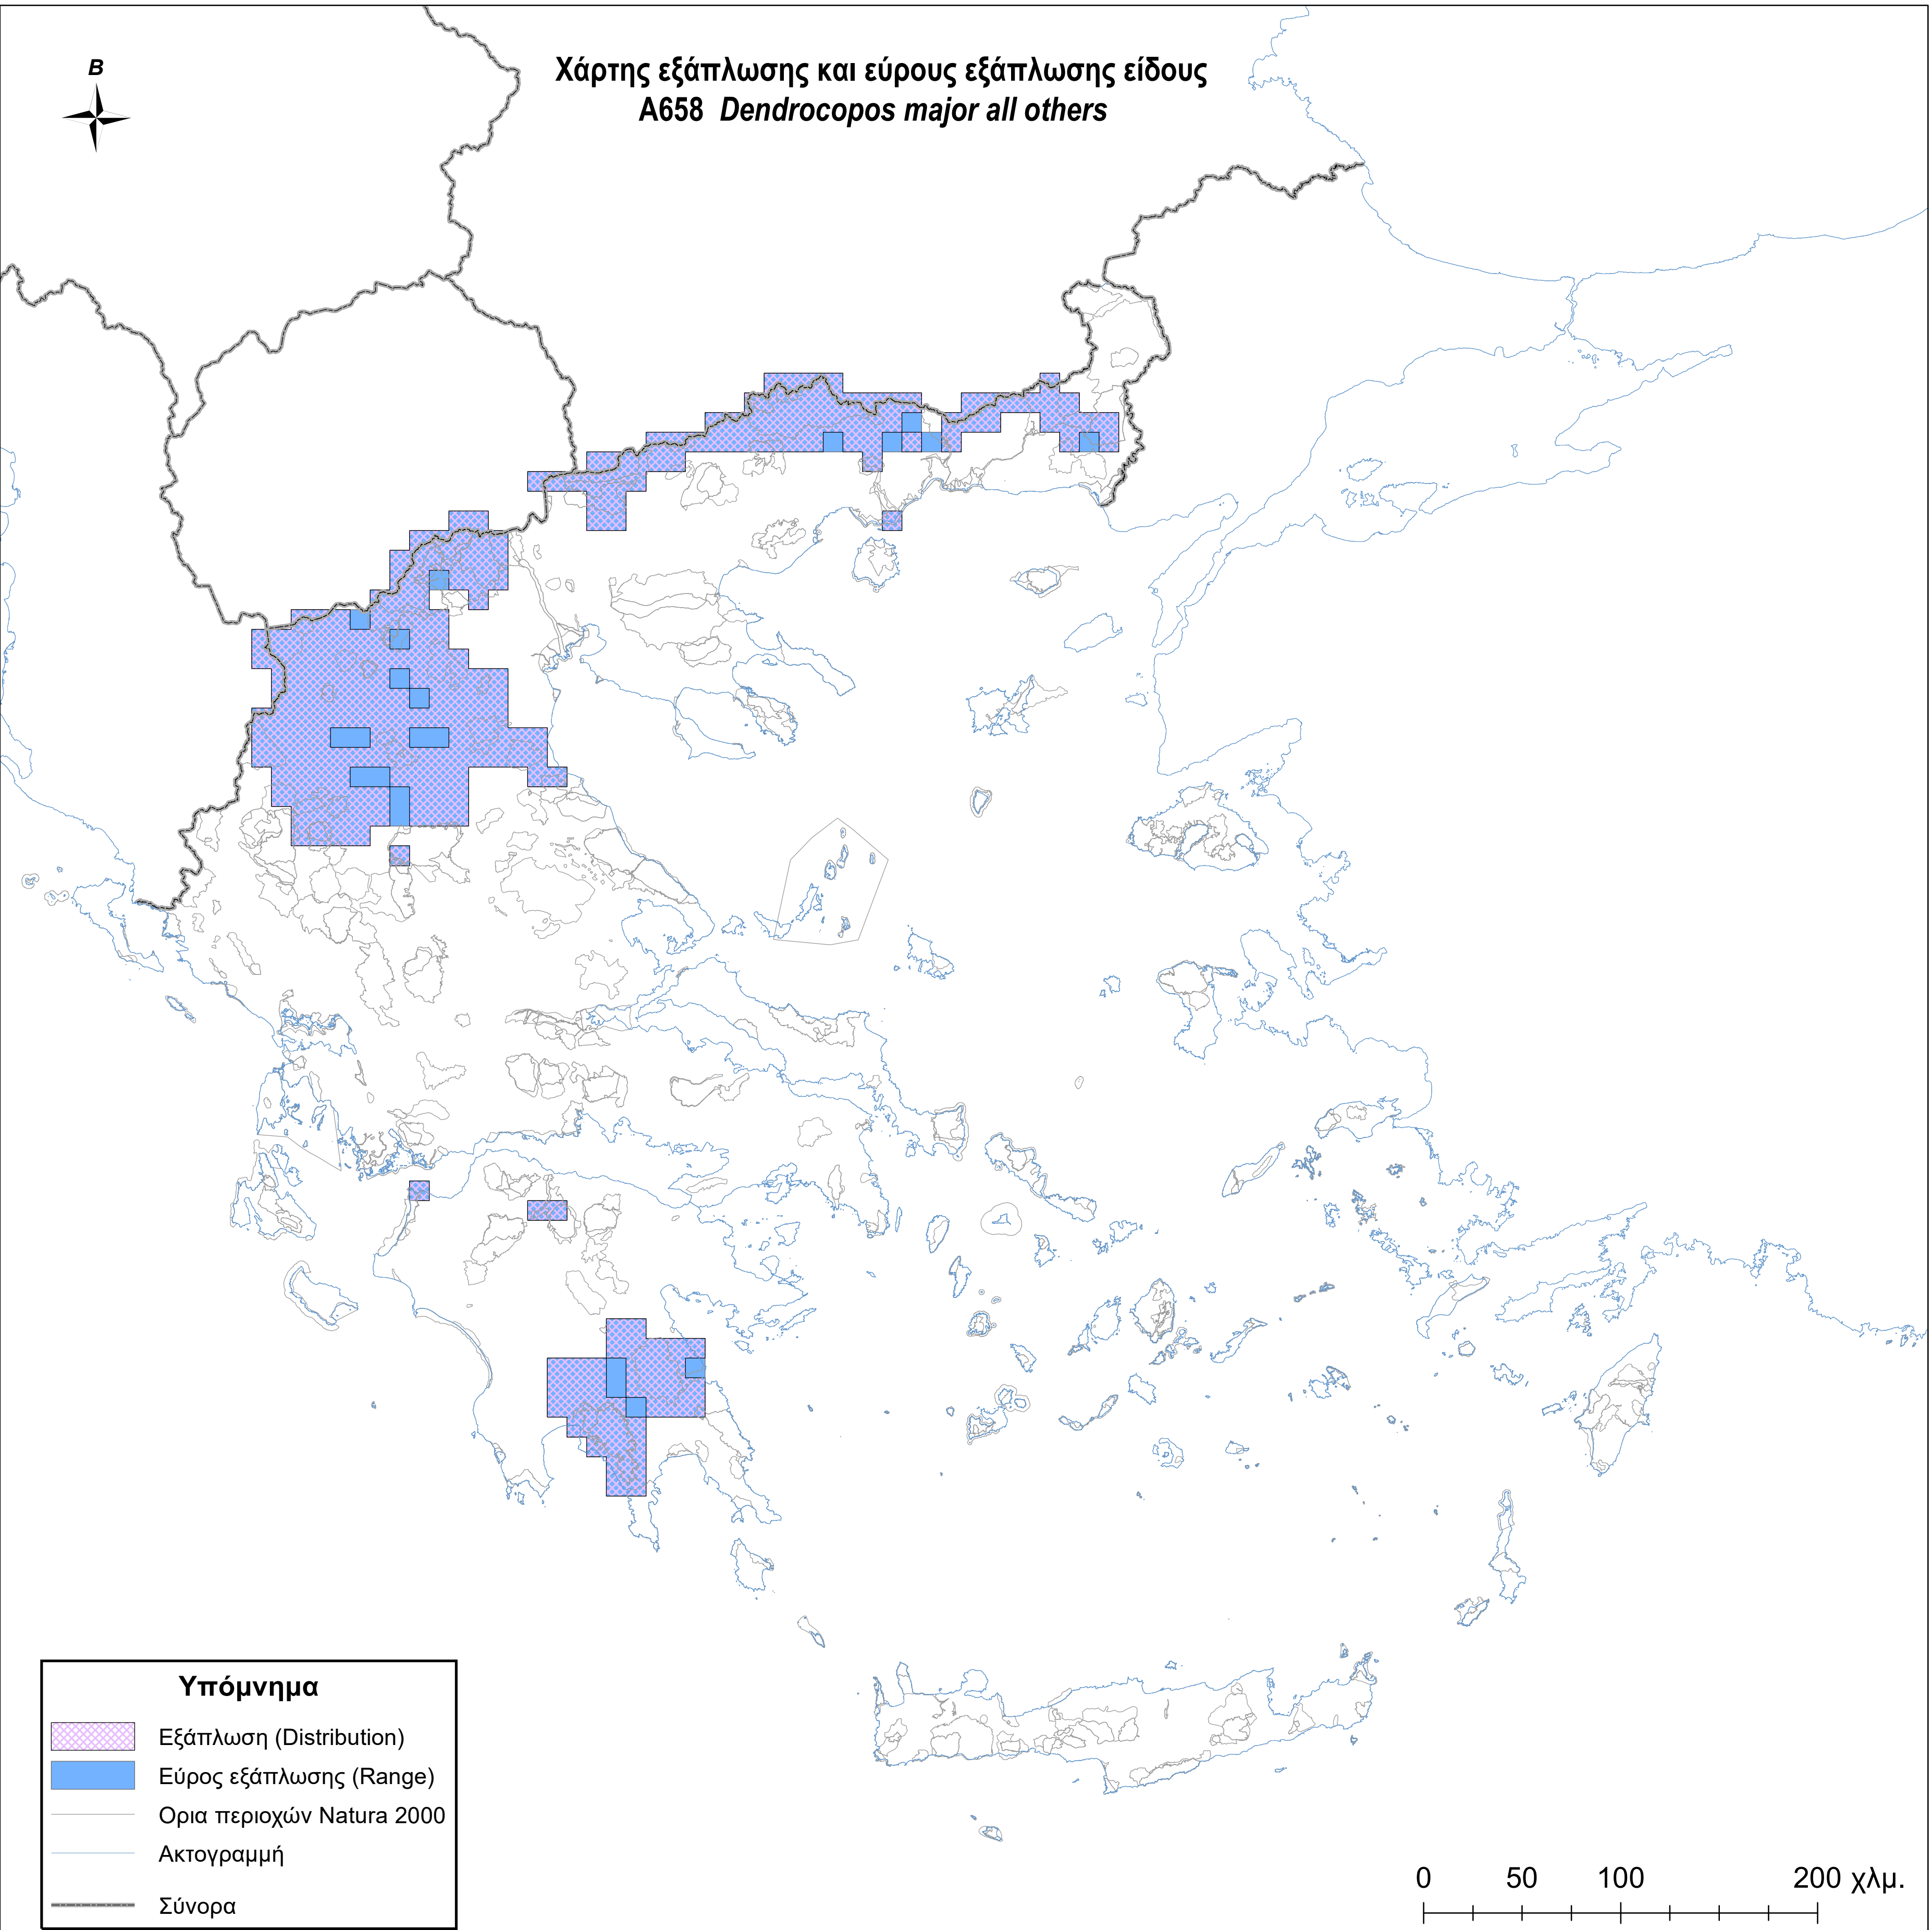 Χάρτης εξάπλωσης και εύρους εξάπλωσης είδους
A658 Dendrocopos major all others
B
Υπόμνημα
Εξάπλωση (Distribution)
Εύρος εξάπλωσης (Range)
Ορια περιοχών Natura 2000
Ακτογραμμή
Σύνορα
0 50 100 200 χλμ.